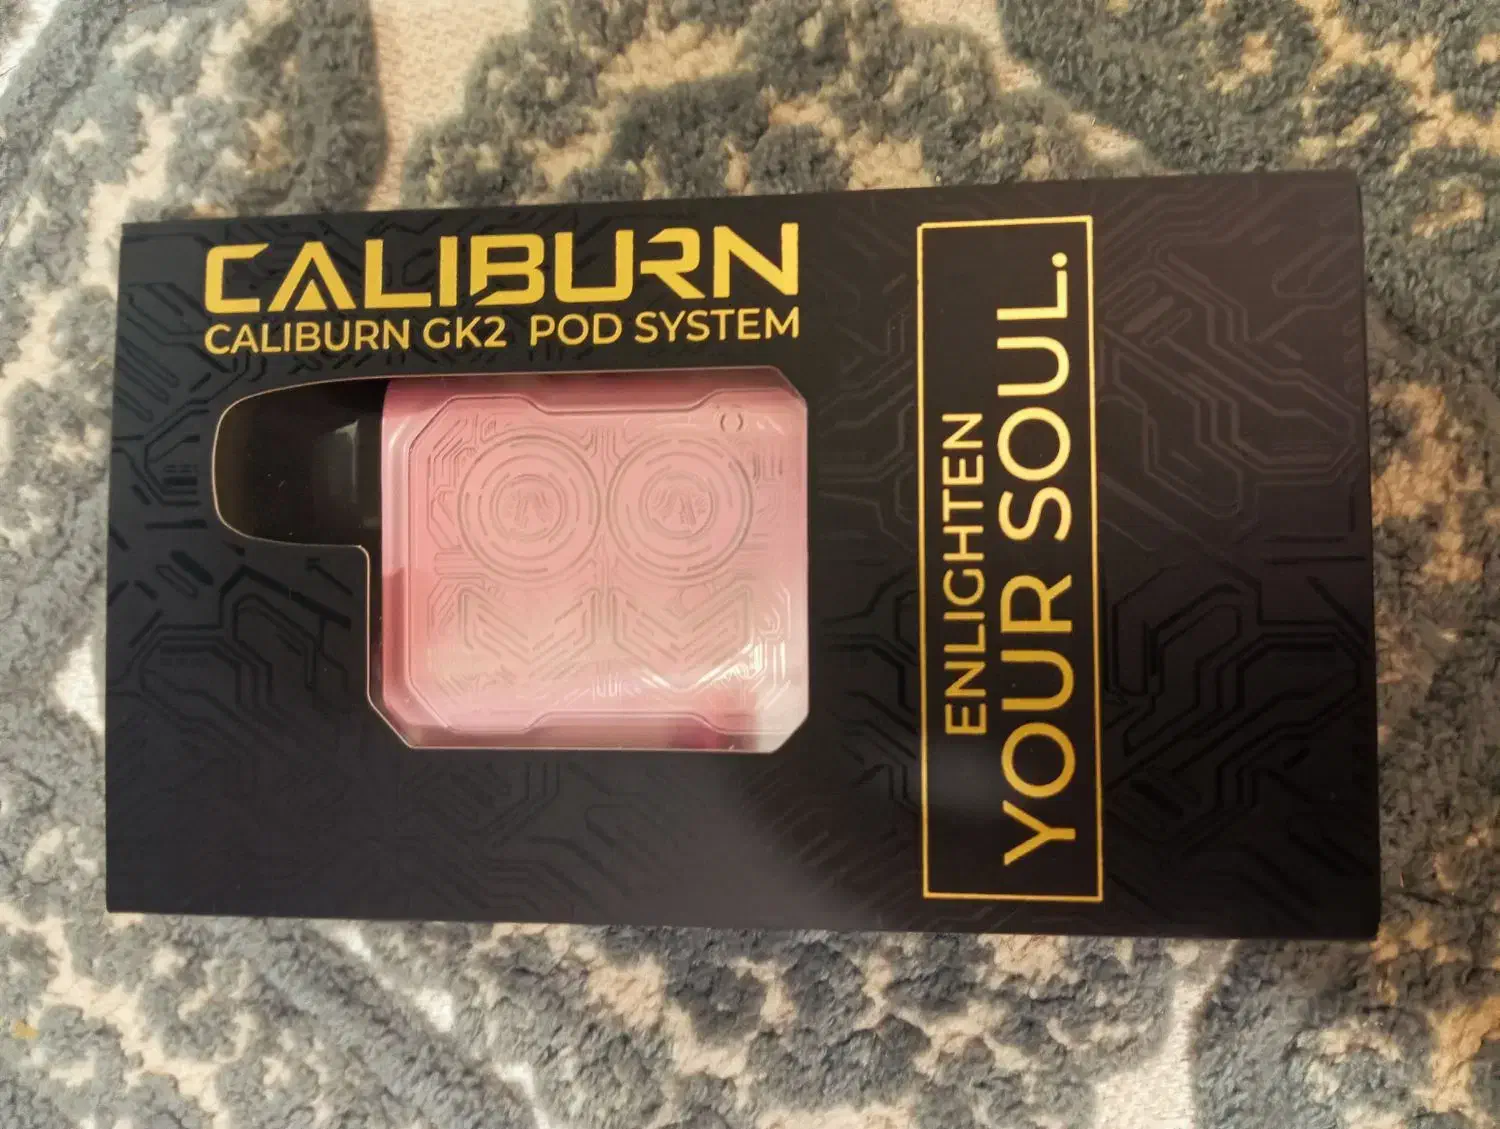 CALIBURN
CALIBURN GK2 POD SYSTEM
ENLIGHTEN
YOUR SOUL.